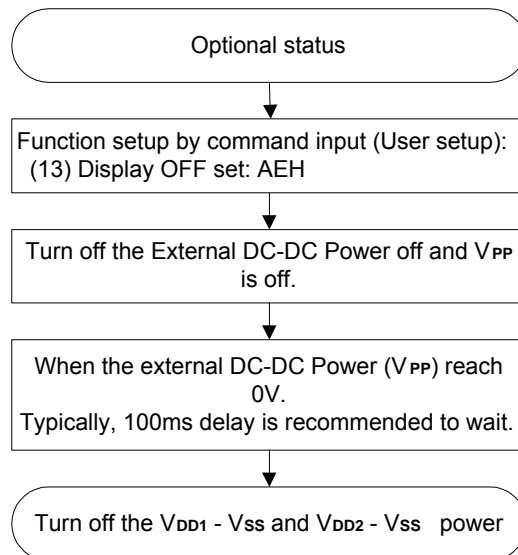 Optional status
Function setup by command input (User setup):
(13) Display OFF set: AEH
Turn off the External DC-DC Power off and VPP
is off.
When the external DC-DC Power (VPP) reach
0V.
Typically, 100ms delay is recommended to wait.
Turn off the VDD1 - VSS and VDD2 - VSS power